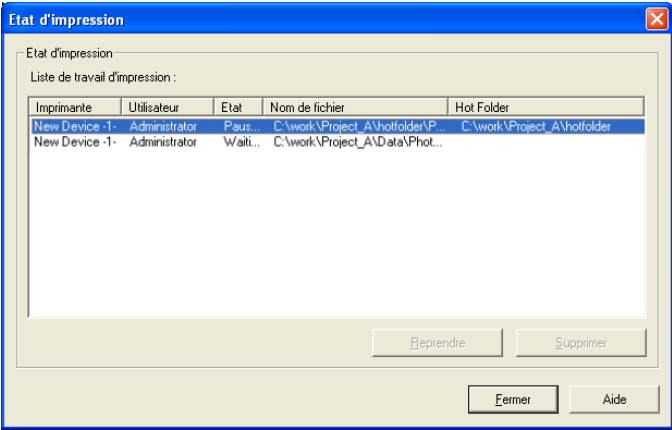 Etat d'impression
Etat d'impression
Liste de travail d'impression :
Imprimante Utilisateur Etat Nom de fichier Hot Folder
New Device -1- Administrator Paus... C:\work\Project_A\hotfolder\P... C:\work\Project_A\hotfolder
New Device -1- Administrator Waiti... C:\work\Project_A\Data\Phot...
Reprendre Supprimer
Fermer Aide